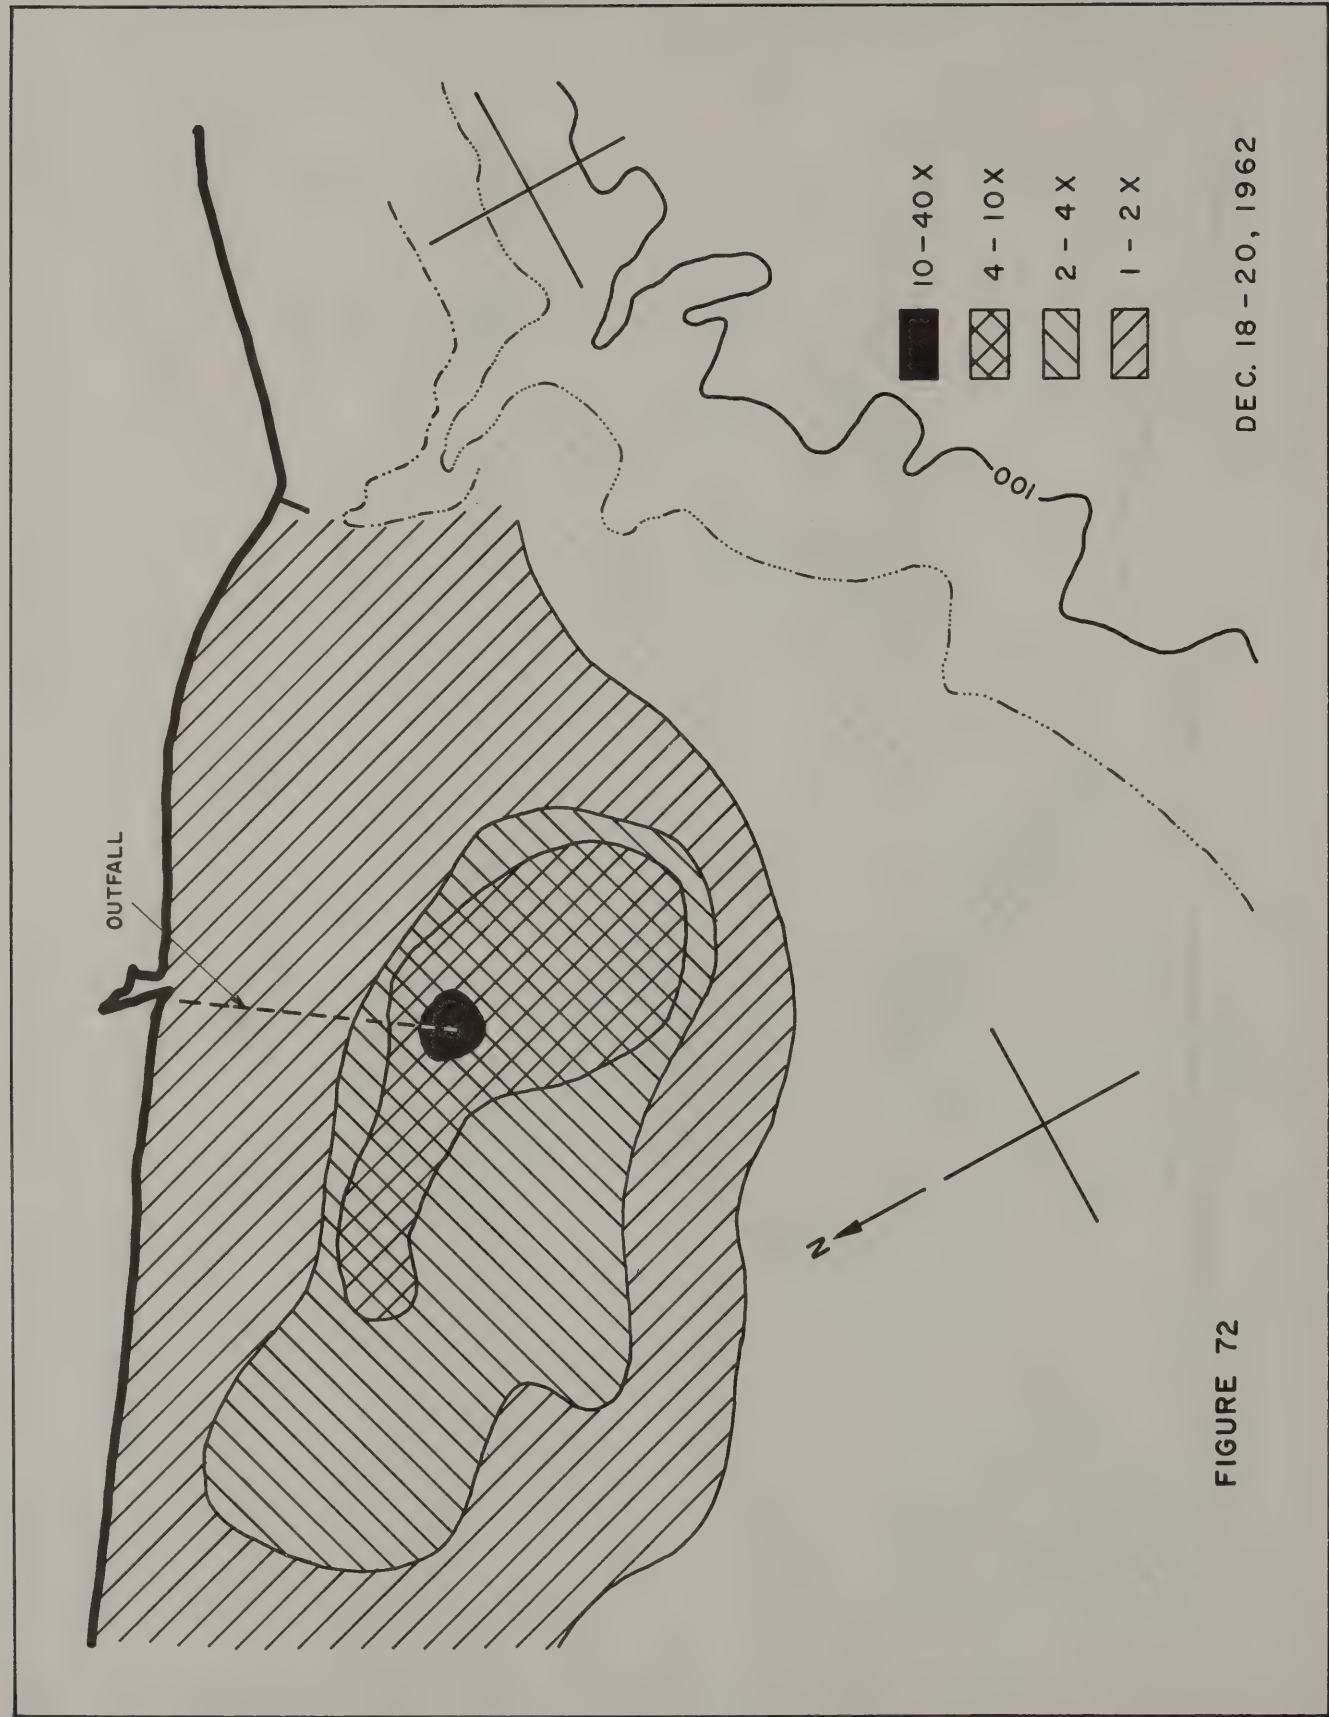 OUTFALL
100
10-40X
4-10X
2-4X
1-2X
N
DEC. 18-20, 1962
FIGURE 72